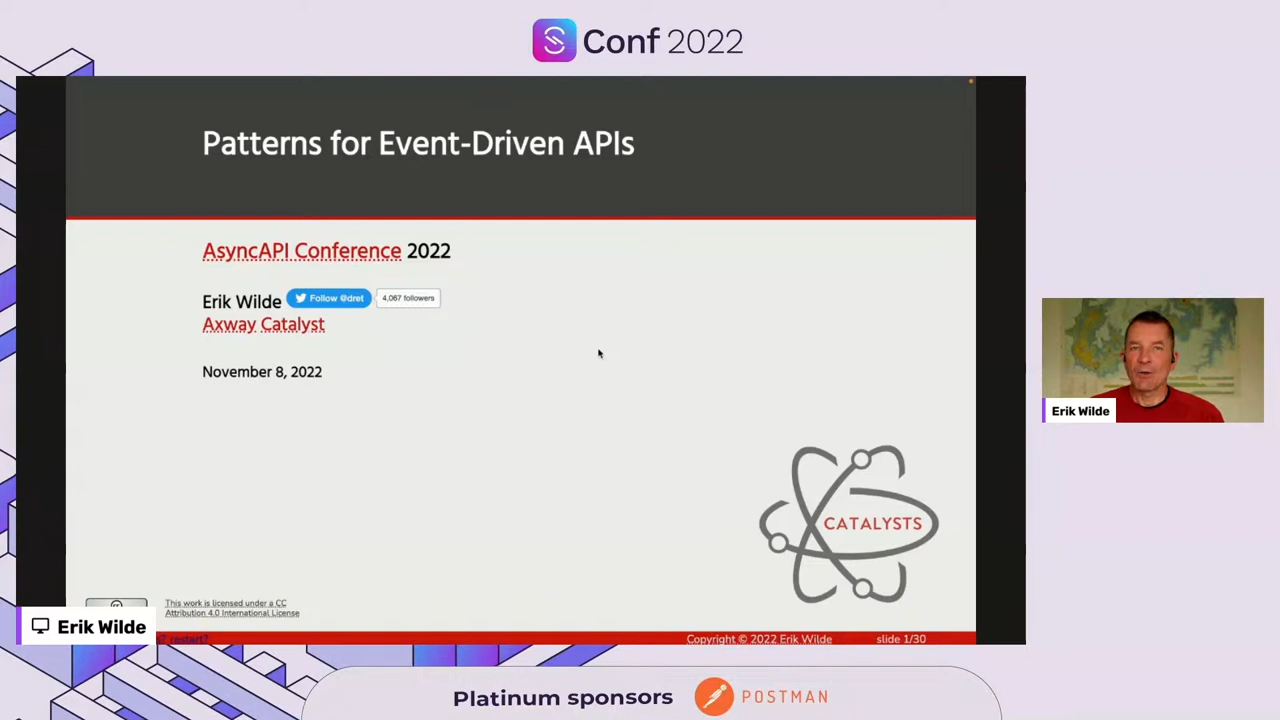 Conf 2022
Patterns for Event-Driven APIs
AsyncAPI Conference 2022
Erik Wilde Follow @dret 4,067 followers
Axway Catalyst
November 8, 2022
CATALYSTS
Erik Wilde
This work is licensed under a CC
Attribution 4.0 International License
Erik Wilde
restart?
Copyright © 2022 Erik Wilde slide 1/30
Platinum sponsors POSTMAN